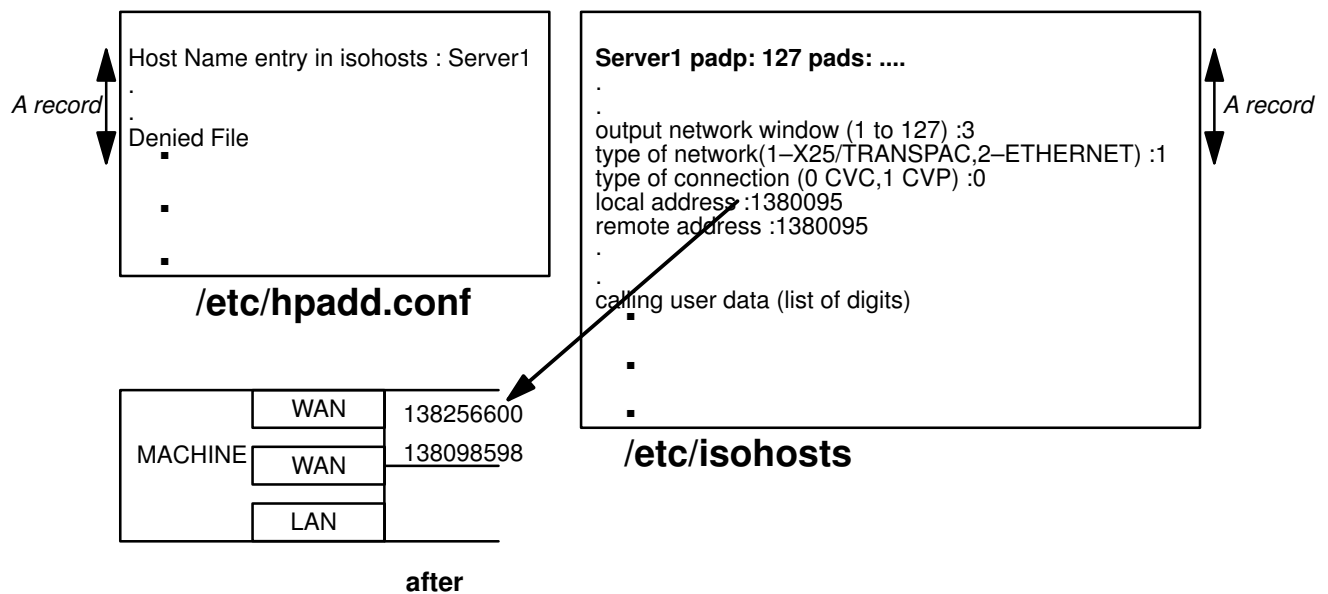 Host Name entry in isohosts : Server1
.
.
Denied File
A record
/etc/hpadd.conf
Server1 padp: 127 pads: ....
.
.
output network window (1 to 127) :3
type of network(1–X25/TRANSPAC,2–ETHERNET) :1
type of connection (0 CVC,1 CVP) :0
local address :1380095
remote address :1380095
.
.
calling user data (list of digits)
A record
/etc/isohosts
MACHINE
WAN
138256600
WAN
138098598
LAN
after